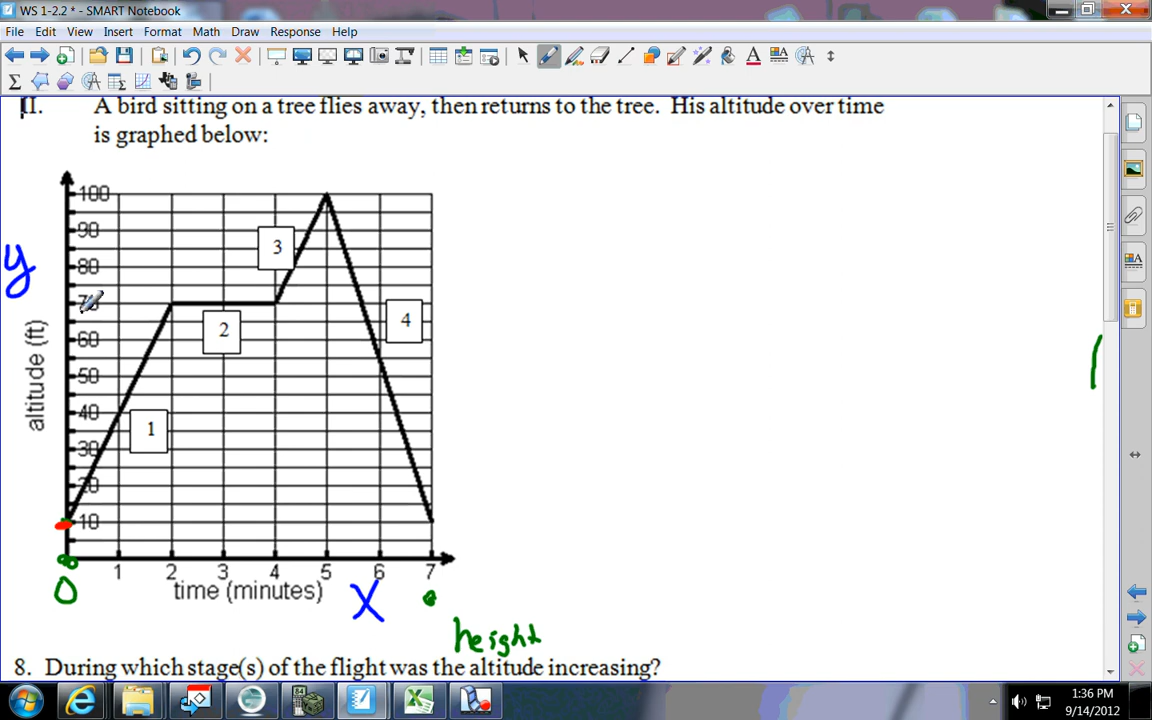 WS 1-2.2 * - SMART Notebook
File Edit View Insert Format Math Draw Response Help
II. A bird sitting on a tree flies away, then returns to the tree. His altitude over time
is graphed below:
100
90
3
80
y
70
4
2
60
altitude (ft)
50
40
1
30
20
10
1 2 3 4 5 6 7
0
time (minutes)
X
height
8. During which stage(s) of the flight was the altitude increasing?
1:36 PM
9/14/2012